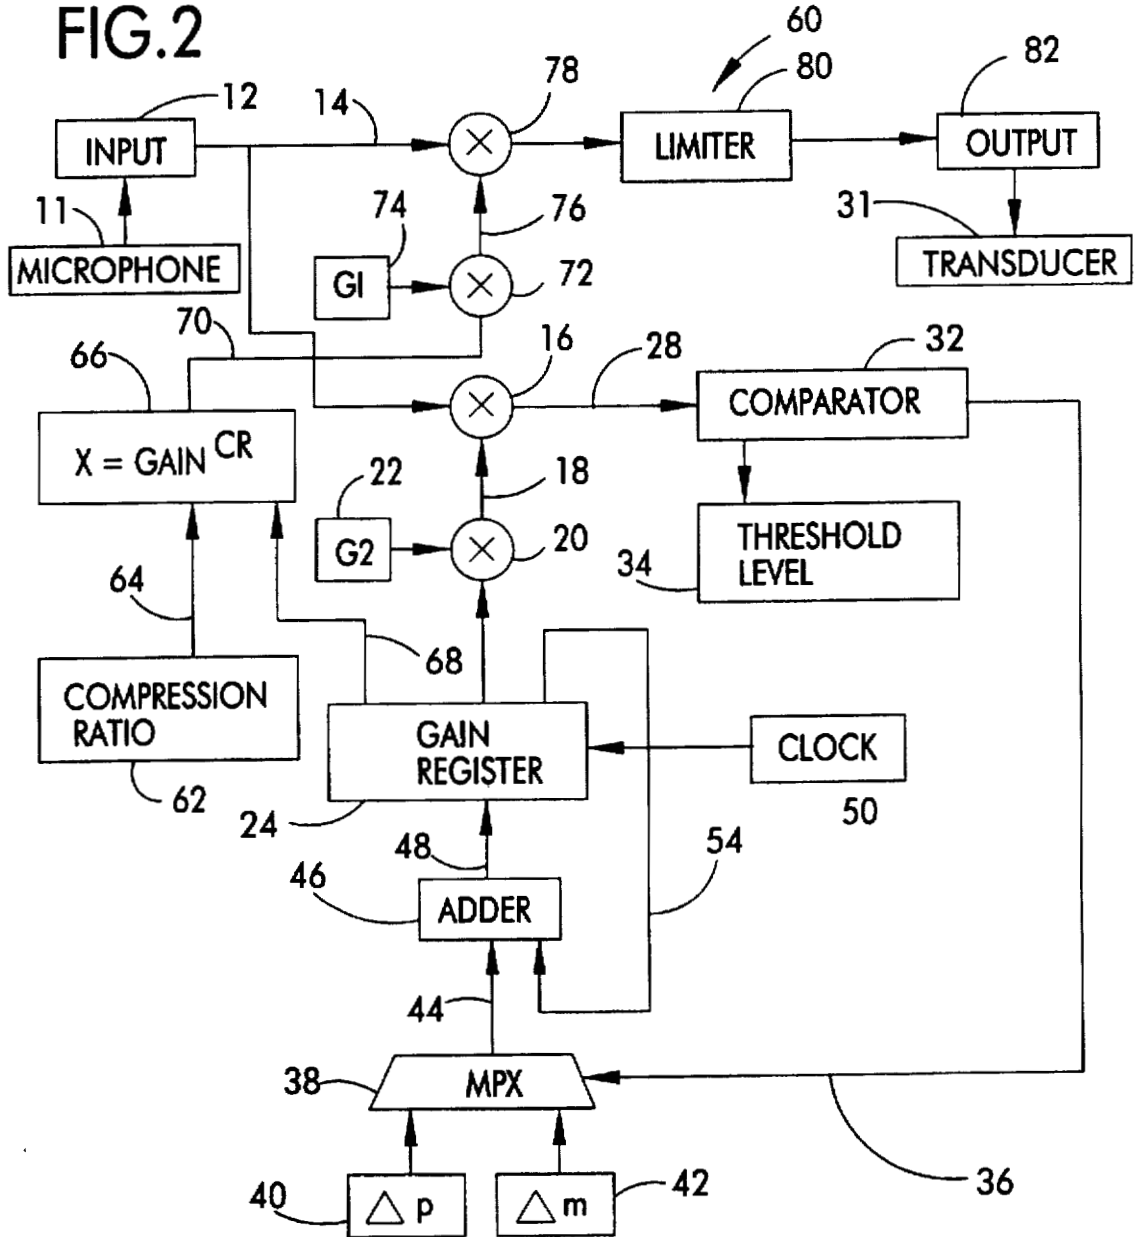 FIG.2
60
12
14
78
80
82
INPUT
LIMITER
OUTPUT
11
74
76
31
MICROPHONE
G1
72
TRANSDUCER
70
66
16
28
32
X = GAIN CR
COMPARATOR
22
18
G2
20
THRESHOLD
LEVEL
34
64
68
COMPRESSION
RATIO
GAIN
REGISTER
CLOCK
62
24
50
48
54
46
ADDER
44
38
MPX
36
40
△ p
△ m
42